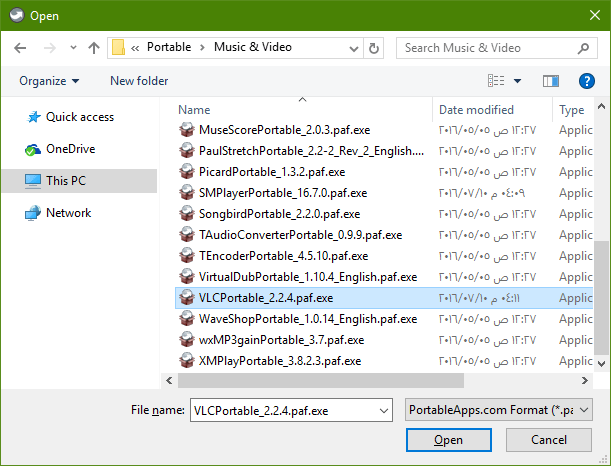 Open
« Portable > Music & Video
Search Music & Video
Organize
New folder
?
Quick access
OneDrive
This PC
Network
Name Date modified Type
MuseScorePortable_2.0.3.paf.exe ٢٠١٦/٠٥/٠٥ ص ١٢:٢٧ Applic
PaulStretchPortable_2.2-2_Rev_2_English.... ٢٠١٦/٠٥/٠٥ ص ١٢:٢٧ Applic
PicardPortable_1.3.2.paf.exe ٢٠١٦/٠٥/٠٥ ص ١٢:٢٧ Applic
SMPlayerPortable_16.7.0.paf.exe ٢٠١٦/٠٧/١٠ م ٠٤:٠٩ Applic
SongbirdPortable_2.2.0.paf.exe ٢٠١٦/٠٥/٠٥ ص ١٢:٢٧ Applic
TAudioConverterPortable_0.9.9.paf.exe ٢٠١٦/٠٥/٠٥ ص ١٢:٢٧ Applic
TEncoderPortable_4.5.10.paf.exe ٢٠١٦/٠٥/٠٥ ص ١٢:٢٧ Applic
VirtualDubPortable_1.10.4_English.paf.exe ٢٠١٦/٠٥/٠٥ ص ١٢:٢٧ Applic
VLCPortable_2.2.4.paf.exe ٢٠١٦/٠٧/١٠ م ٠٤:١١ Applic
WaveShopPortable_1.0.14_English.paf.exe ٢٠١٦/٠٥/٠٥ ص ١٢:٢٧ Applic
wxMP3gainPortable_3.7.paf.exe ٢٠١٦/٠٥/٠٥ ص ١٢:٢٧ Applic
XMPlayPortable_3.8.2.3.paf.exe ٢٠١٦/٠٥/٠٥ ص ١٢:٢٧ Applic
File name: VLCPortable_2.2.4.paf.exe PortableApps.com Format (*.pa
Open Cancel